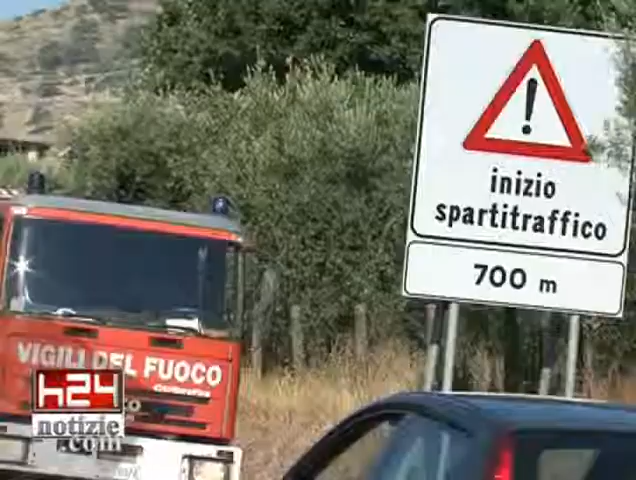 inizio
spartitraffico
700 m
VIGILI DEL FUOCO
H24
notizie
.com